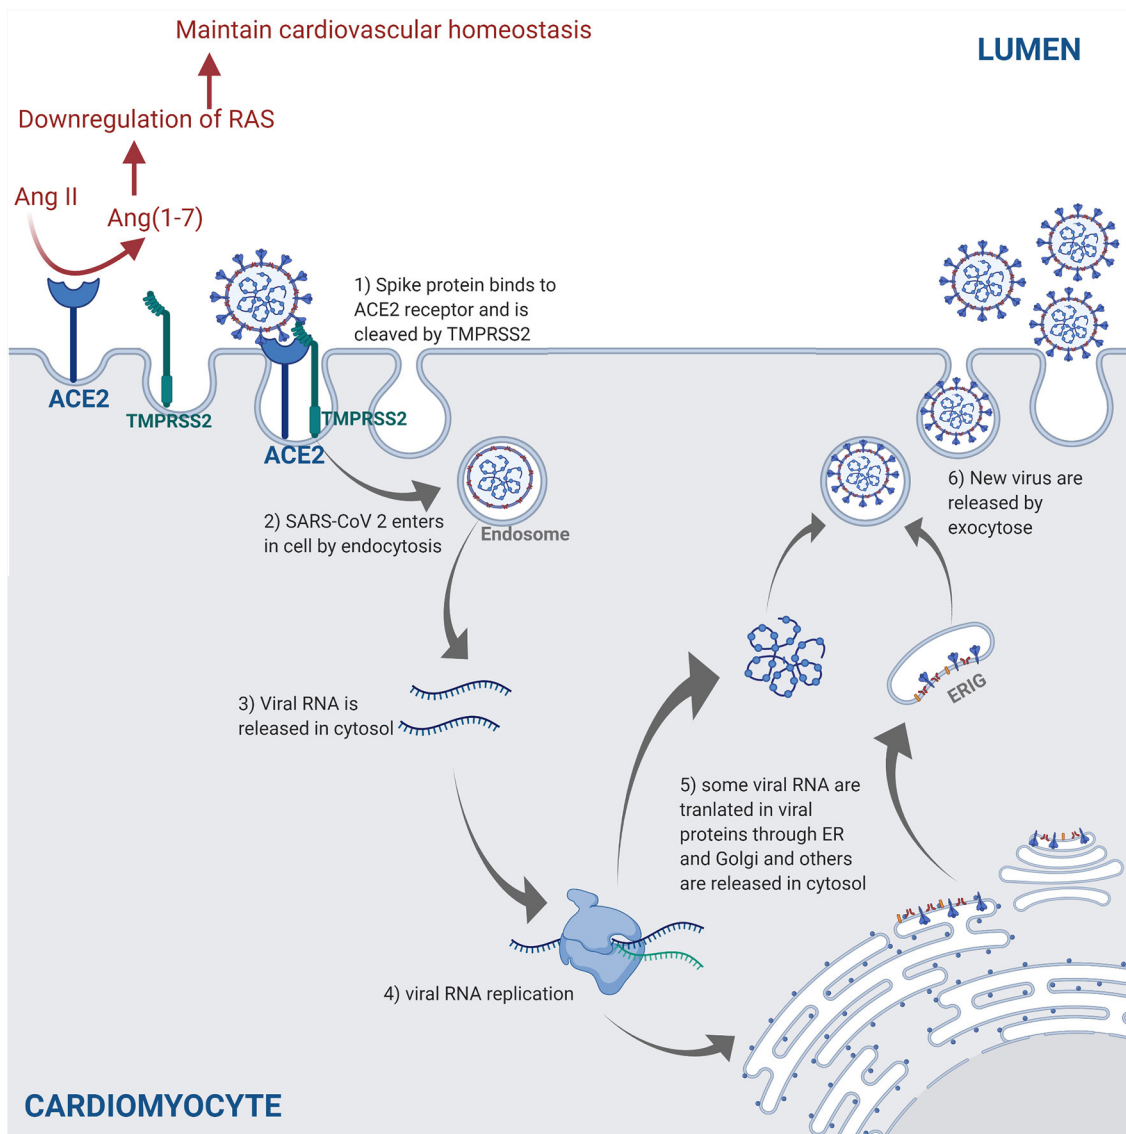 Maintain cardiovascular homeostasis
LUMEN
Downregulation of RAS
Ang II
Ang(1-7)
1) Spike protein binds to
ACE2 receptor and is
cleaved by TMPRSS2
ACE2
TMPRSS2
TMPRSS2
ACE2
2) SARS-CoV 2 enters
in cell by endocytosis
Endosome
6) New virus are
released by
exocytose
3) Viral RNA is
released in cytosol
ERIG
5) some viral RNA are
tranlated in viral
proteins through ER
and Golgi and others
are released in cytosol
4) viral RNA replication
CARDIOMYOCYTE